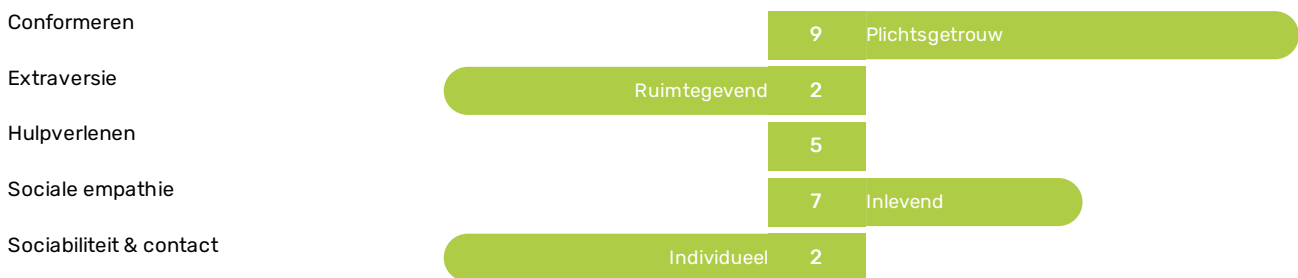 Conformeren 9 Plichtsgetrouw
Extraversie Ruimtegevend 2
Hulpverlenen 5
Sociale empathie 7 Inlevend
Sociabiliteit & contact Individueel 2